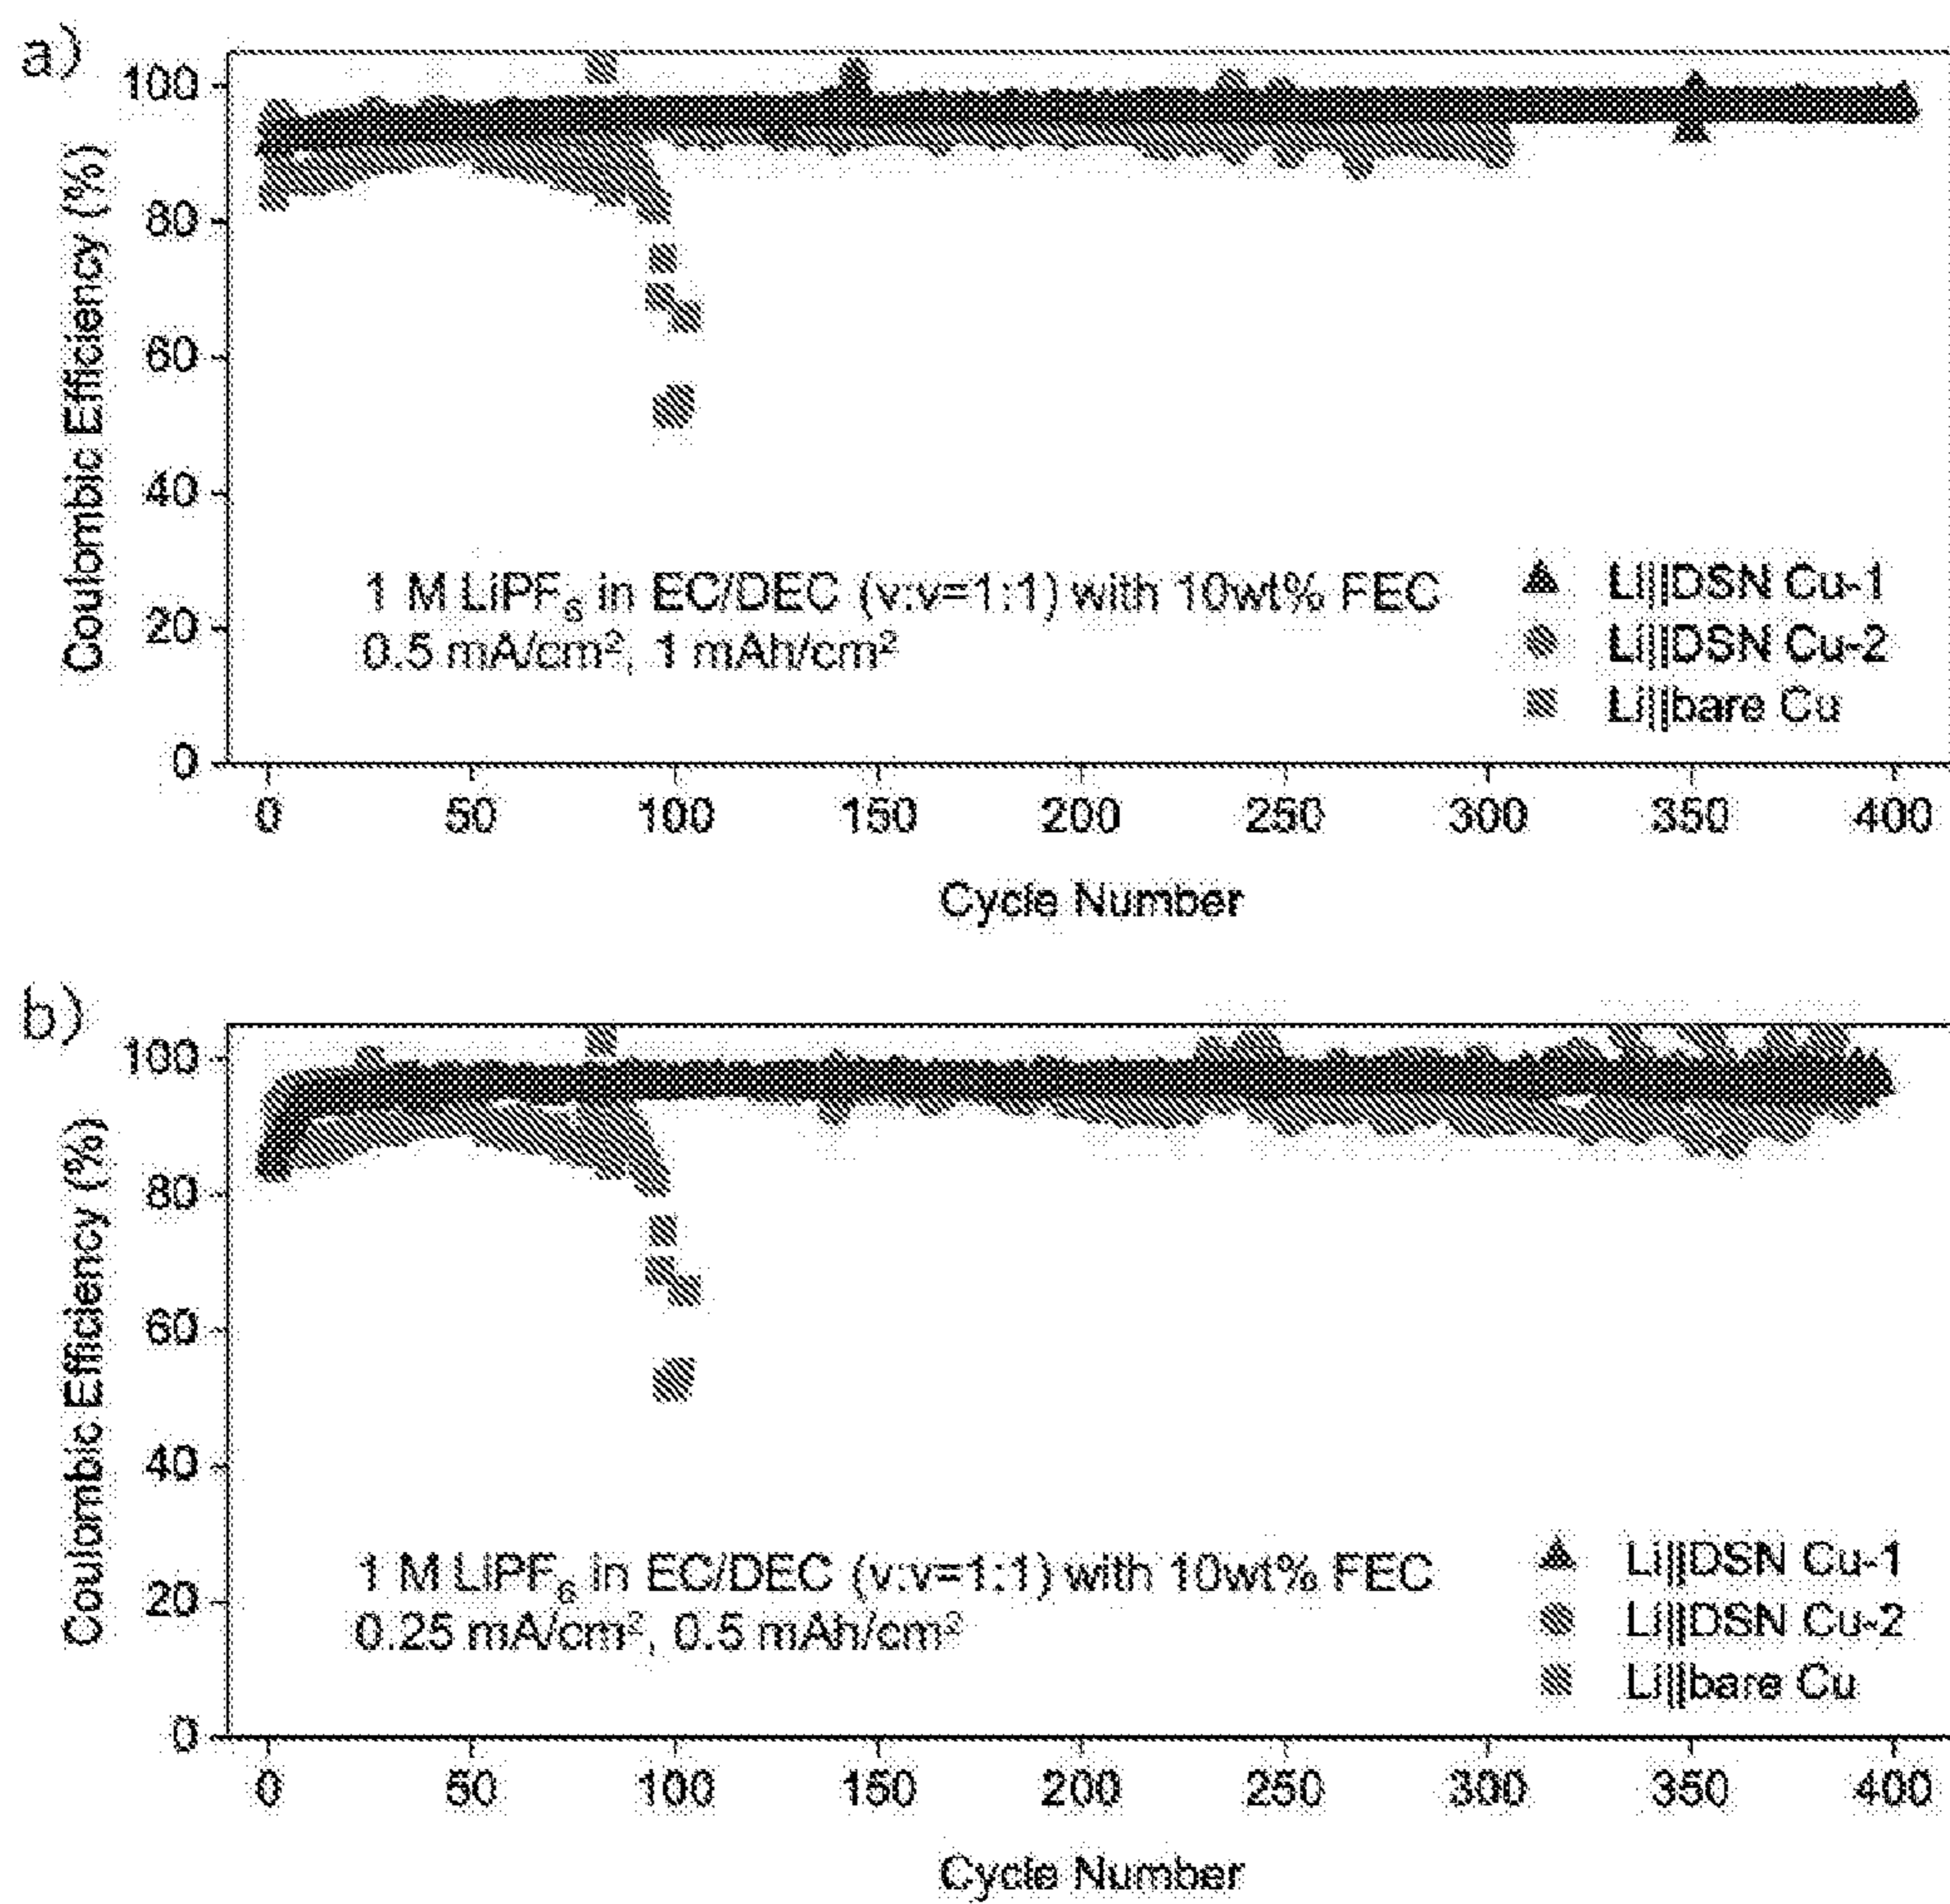 a)
100
80
60
40
20
0
Coulombic Efficiency (%)
1 M LiPF₆ in EC/DEC (v:v=1:1) with 10wt% FEC
0.5 mA/cm², 1 mAh/cm²
Li||DSN Cu-1
Li||DSN Cu-2
Li||bare Cu
0 50 100 150 200 250 300 350 400
Cycle Number
b)
100
80
60
40
20
0
Coulombic Efficiency (%)
1 M LiPF₆ in EC/DEC (v:v=1:1) with 10wt% FEC
0.25 mA/cm², 0.5 mAh/cm²
Li||DSN Cu-1
Li||DSN Cu-2
Li||bare Cu
0 50 100 150 200 250 300 350 400
Cycle Number